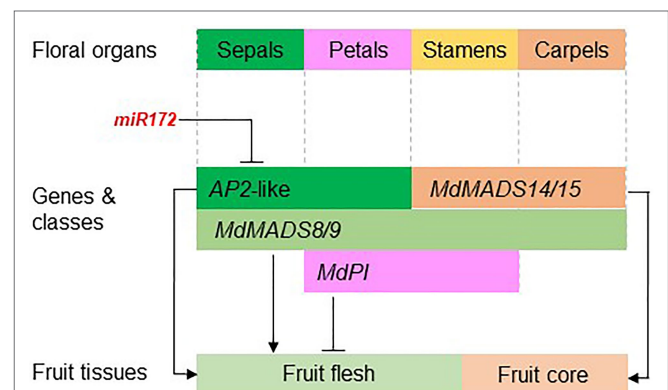 Floral organs Sepals Petals Stamens Carpels
miR172
Genes & classes
AP2-like MdMADS14/15
MdMADS8/9
MdPI
Fruit tissues Fruit flesh Fruit core